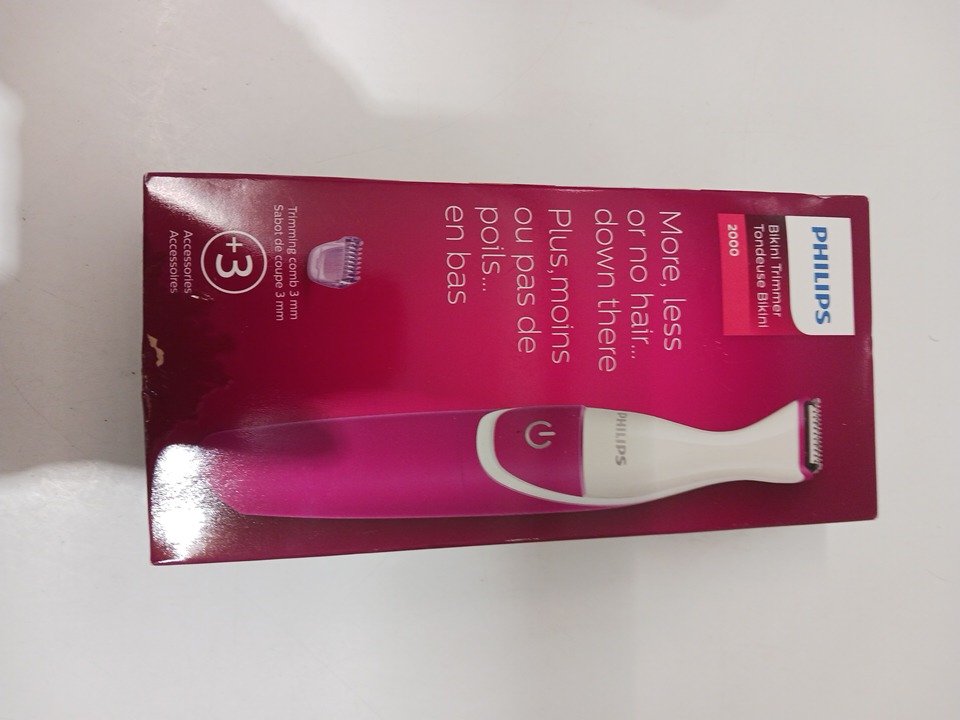 PHILIPS
Bikini Trimmer
Tondeuse Bikini
2000
More, less
or no hair...
down there
Plus,moins
ou pas de
poils...
en bas
PHILIPS
Trimming comb 3 mm
Sabot de coupe 3 mm
+3
Accessories
Accessoires